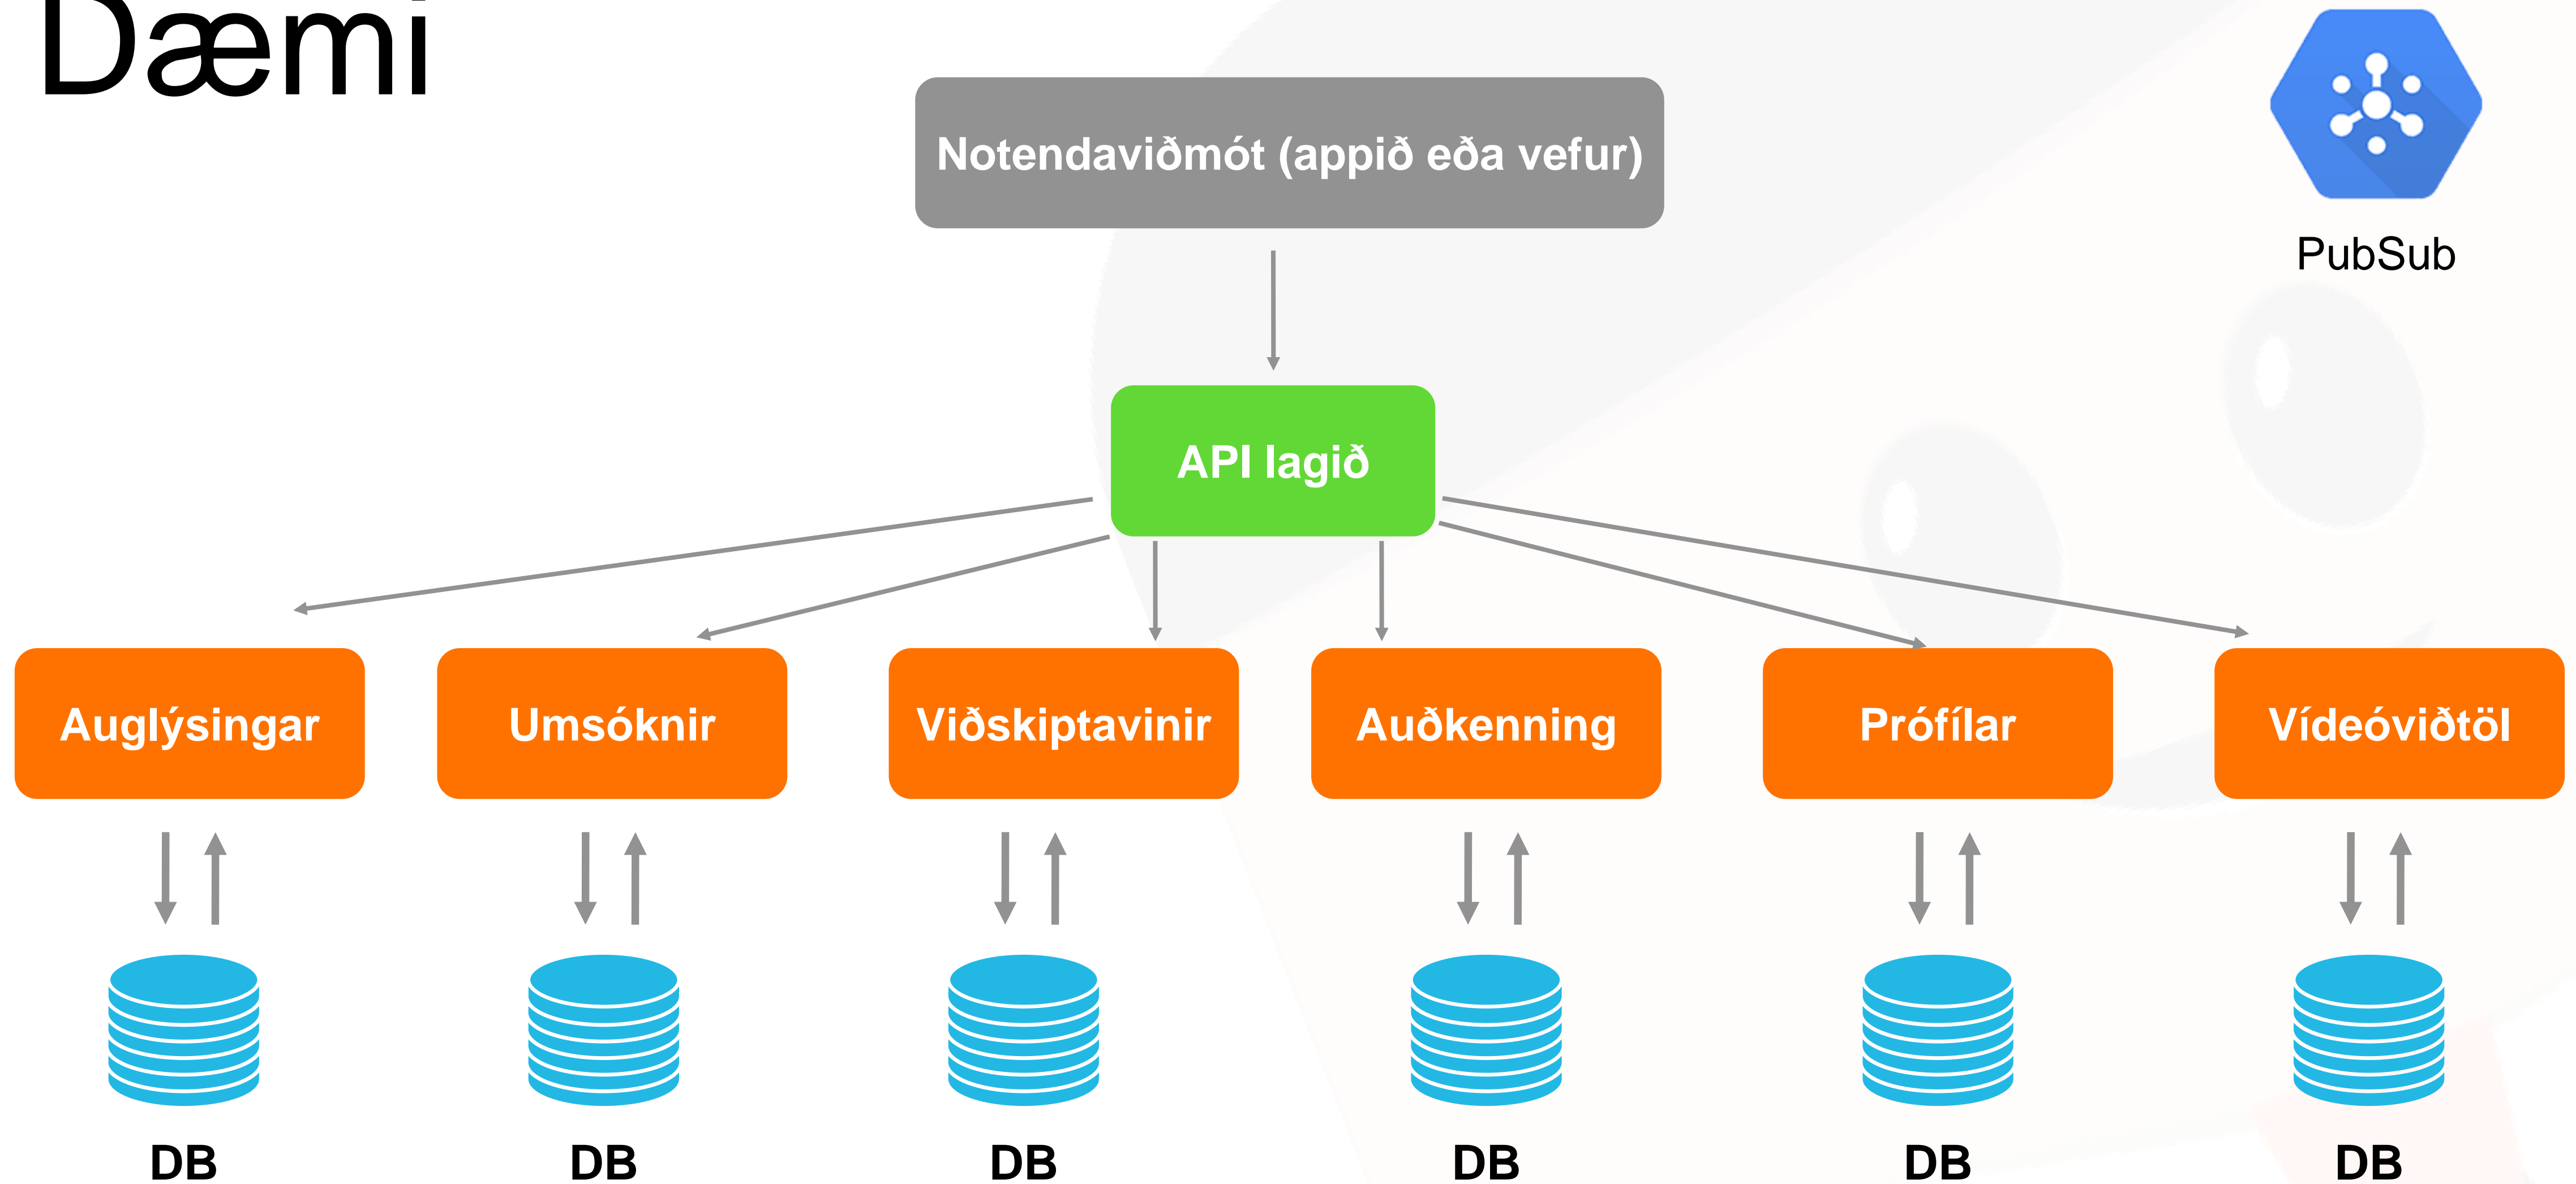 Dæmi
Notendaviðmót (appið eða vefur)
PubSub
API lagið
Auglýsingar
Umsóknir
Viðskiptavinir
Auðkenning
Prófílar
Vídeóviðtöl
DB
DB
DB
DB
DB
DB